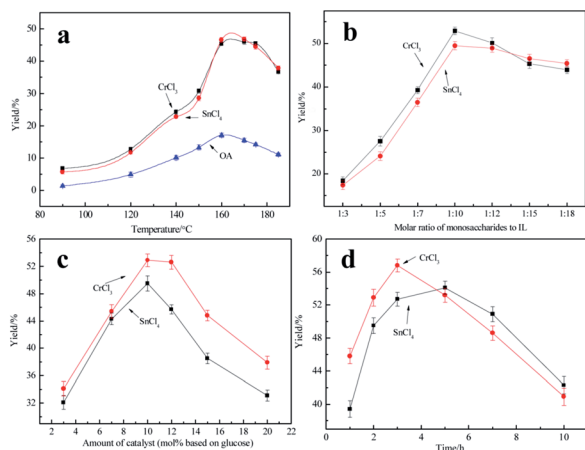 a
Yield/%
50
40
30
20
10
0
CrCl3
SnCl4
OA
80
100
120
140
160
180
Temperature/°C
b
Yield/%
50
40
30
20
10
CrCl3
SnCl4
1:3
1:5
1:7
1:10
1:12
1:15
1:18
Molar ratio of monosaccharides to IL
c
Yield/%
56
52
48
44
40
36
32
CrCl3
SnCl4
2
4
6
8
10
12
14
16
18
20
22
Amount of catalyst (mol% based on glucose)
d
Yield/%
60
56
52
48
44
40
CrCl3
SnCl4
0
2
4
6
8
10
Time/h